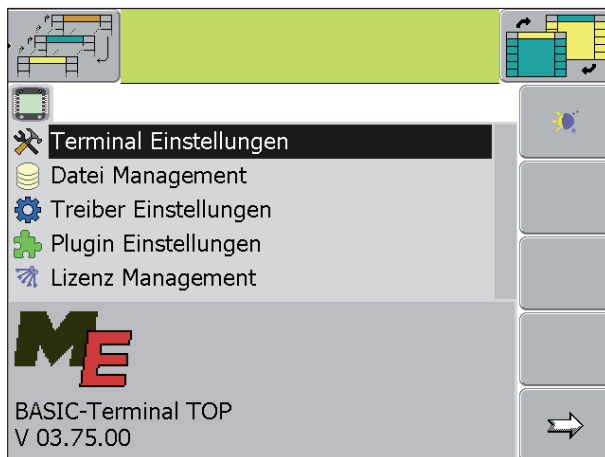 Terminal Einstellungen
Datei Management
Treiber Einstellungen
Plugin Einstellungen
Lizenz Management
ME
BASIC-Terminal TOP
V 03.75.00